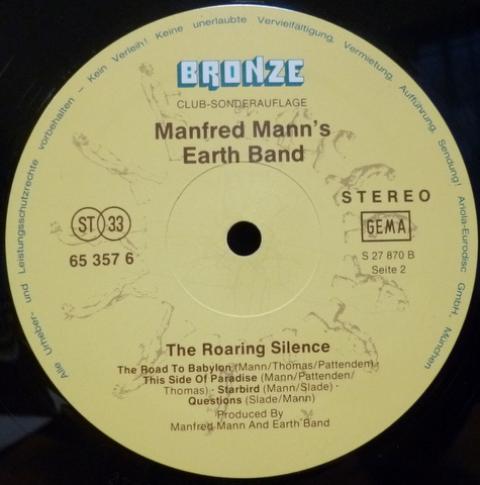 Alle Urheber- und Leistungsschutzrechte vorbehalten – Kein Verleih! Keine unerlaubte Vervielfältigung, Vermietung, Aufführung, Sendung! Ariola-Eurodisc GmbH, München
BRONZE
CLUB-SONDERAUFLAGE
Manfred Mann's
Earth Band
STEREO
ST 33
GEMA
65 357 6
S 27 870 B
Seite 2
The Roaring Silence
The Road To Babylon (Mann/Thomas/Pattenden) ·
This Side Of Paradise (Mann/Pattenden/
Thomas) · Starbird (Mann/Slade) ·
Questions (Slade/Mann)
Produced By
Manfred Mann And Earth Band